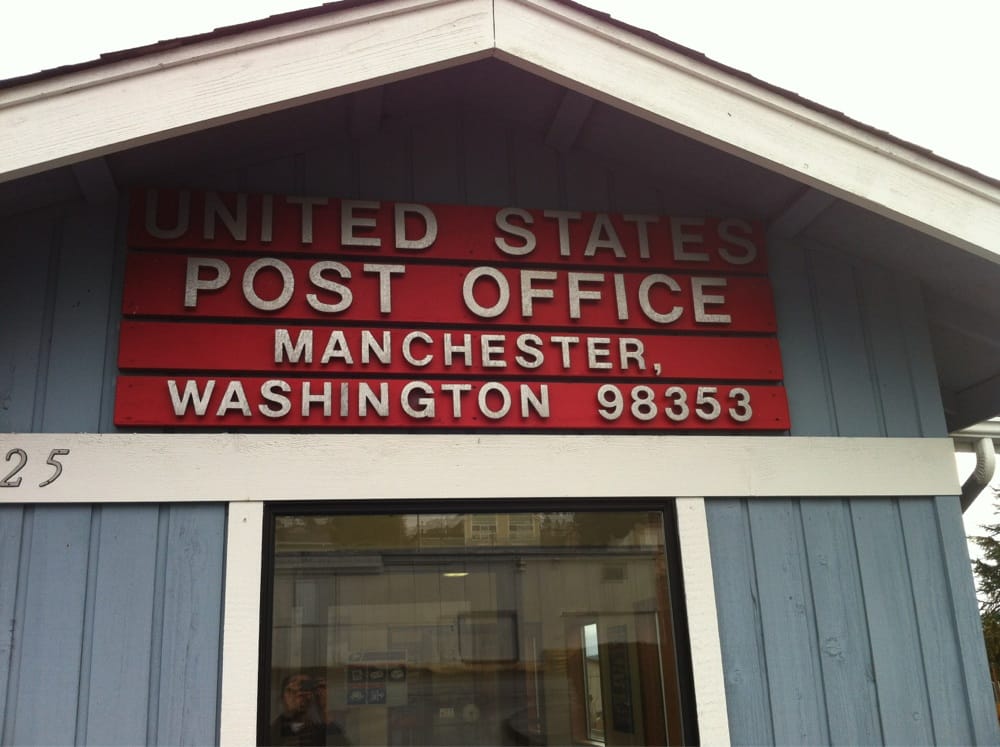 UNITED STATES
POST OFFICE
MANCHESTER,
WASHINGTON 98353
25